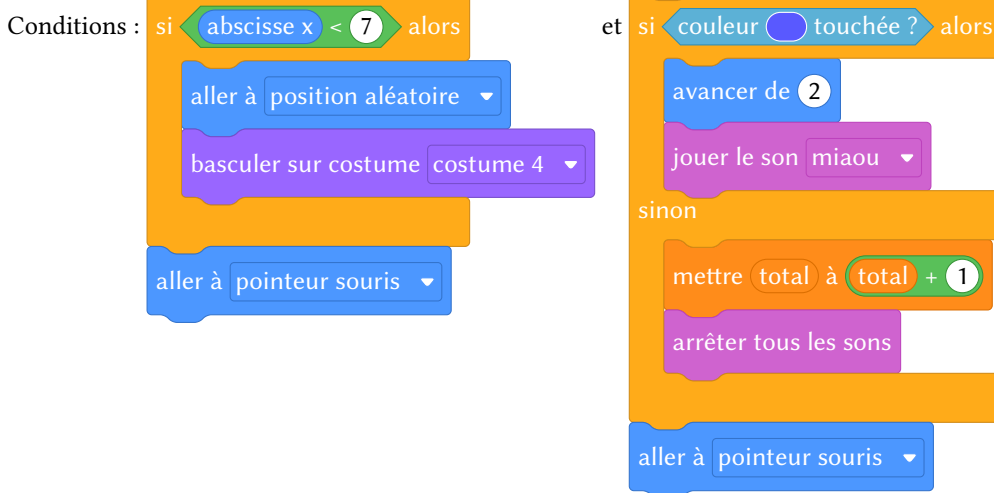 Conditions : si abscisse x < 7 alors
aller à position aléatoire
basculer sur costume costume 4
aller à pointeur souris
et si couleur touchée ? alors
avancer de 2
jouer le son miaou
sinon
mettre total à total + 1
arrêter tous les sons
aller à pointeur souris